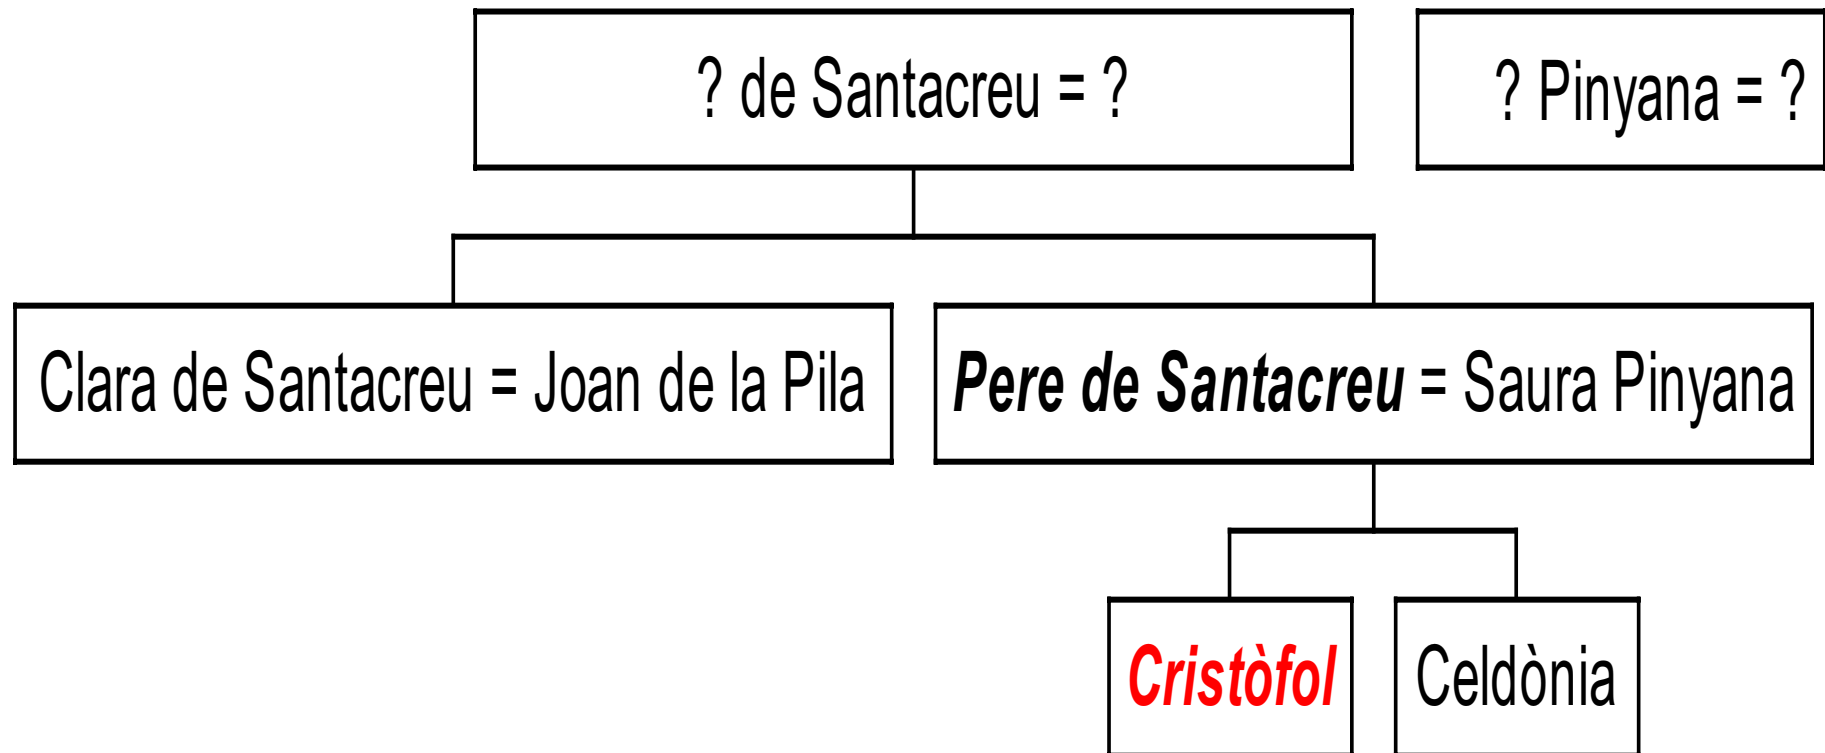 ? de Santacreu = ?
? Pinyana = ?
Clara de Santacreu = Joan de la Pila
Pere de Santacreu = Saura Pinyana
Cristòfol
Celdònia